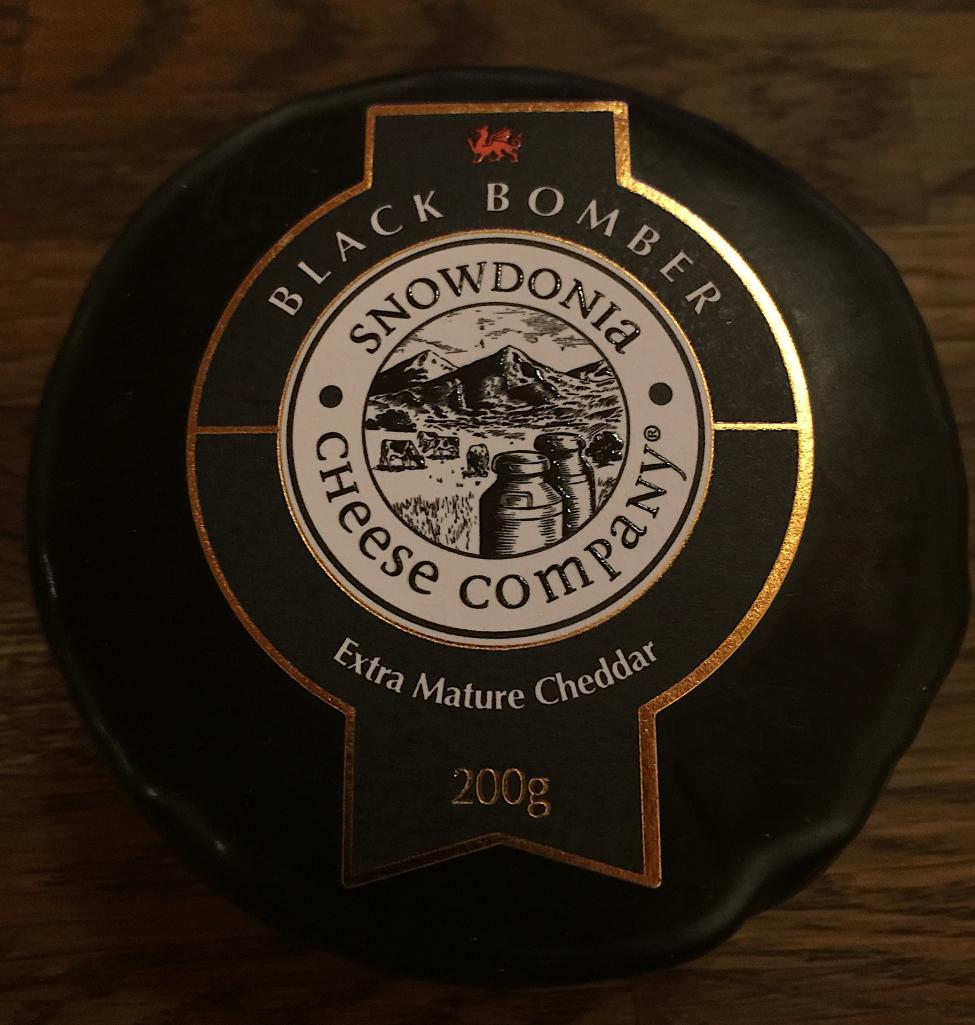 BLACK BOMBER
SNOWDONIA
CHEESE COMPANY®
Extra Mature Cheddar
200g